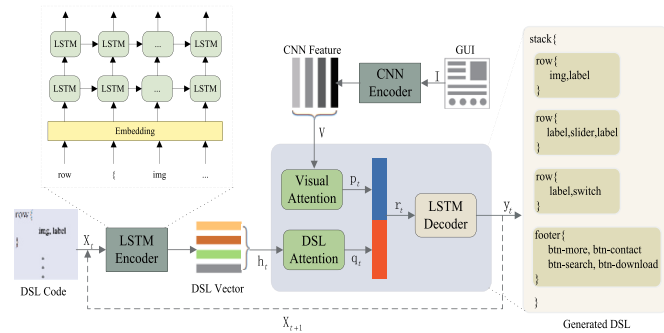 LSTM LSTM ... LSTM
LSTM LSTM ... LSTM
Embedding
row { img ...
CNN Feature
GUI
CNN
Encoder
I
V
Visual
Attention
p_t
r_t
LSTM
Decoder
y_t
DSL
Attention
q_t
row{
img, label
}
DSL Code
X_t
LSTM
Encoder
DSL Vector
h_t
X_{t+1}
stack{
row{
img,label
}
row{
label,slider,label
}
row{
label,switch
}
footer{
btn-more, btn-contact
btn-search, btn-download
}
}
Generated DSL